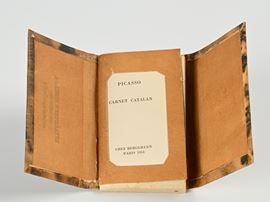 PICASSO
CARNET CATALAN
CHEZ BERGGRUEN
PARIS 1958